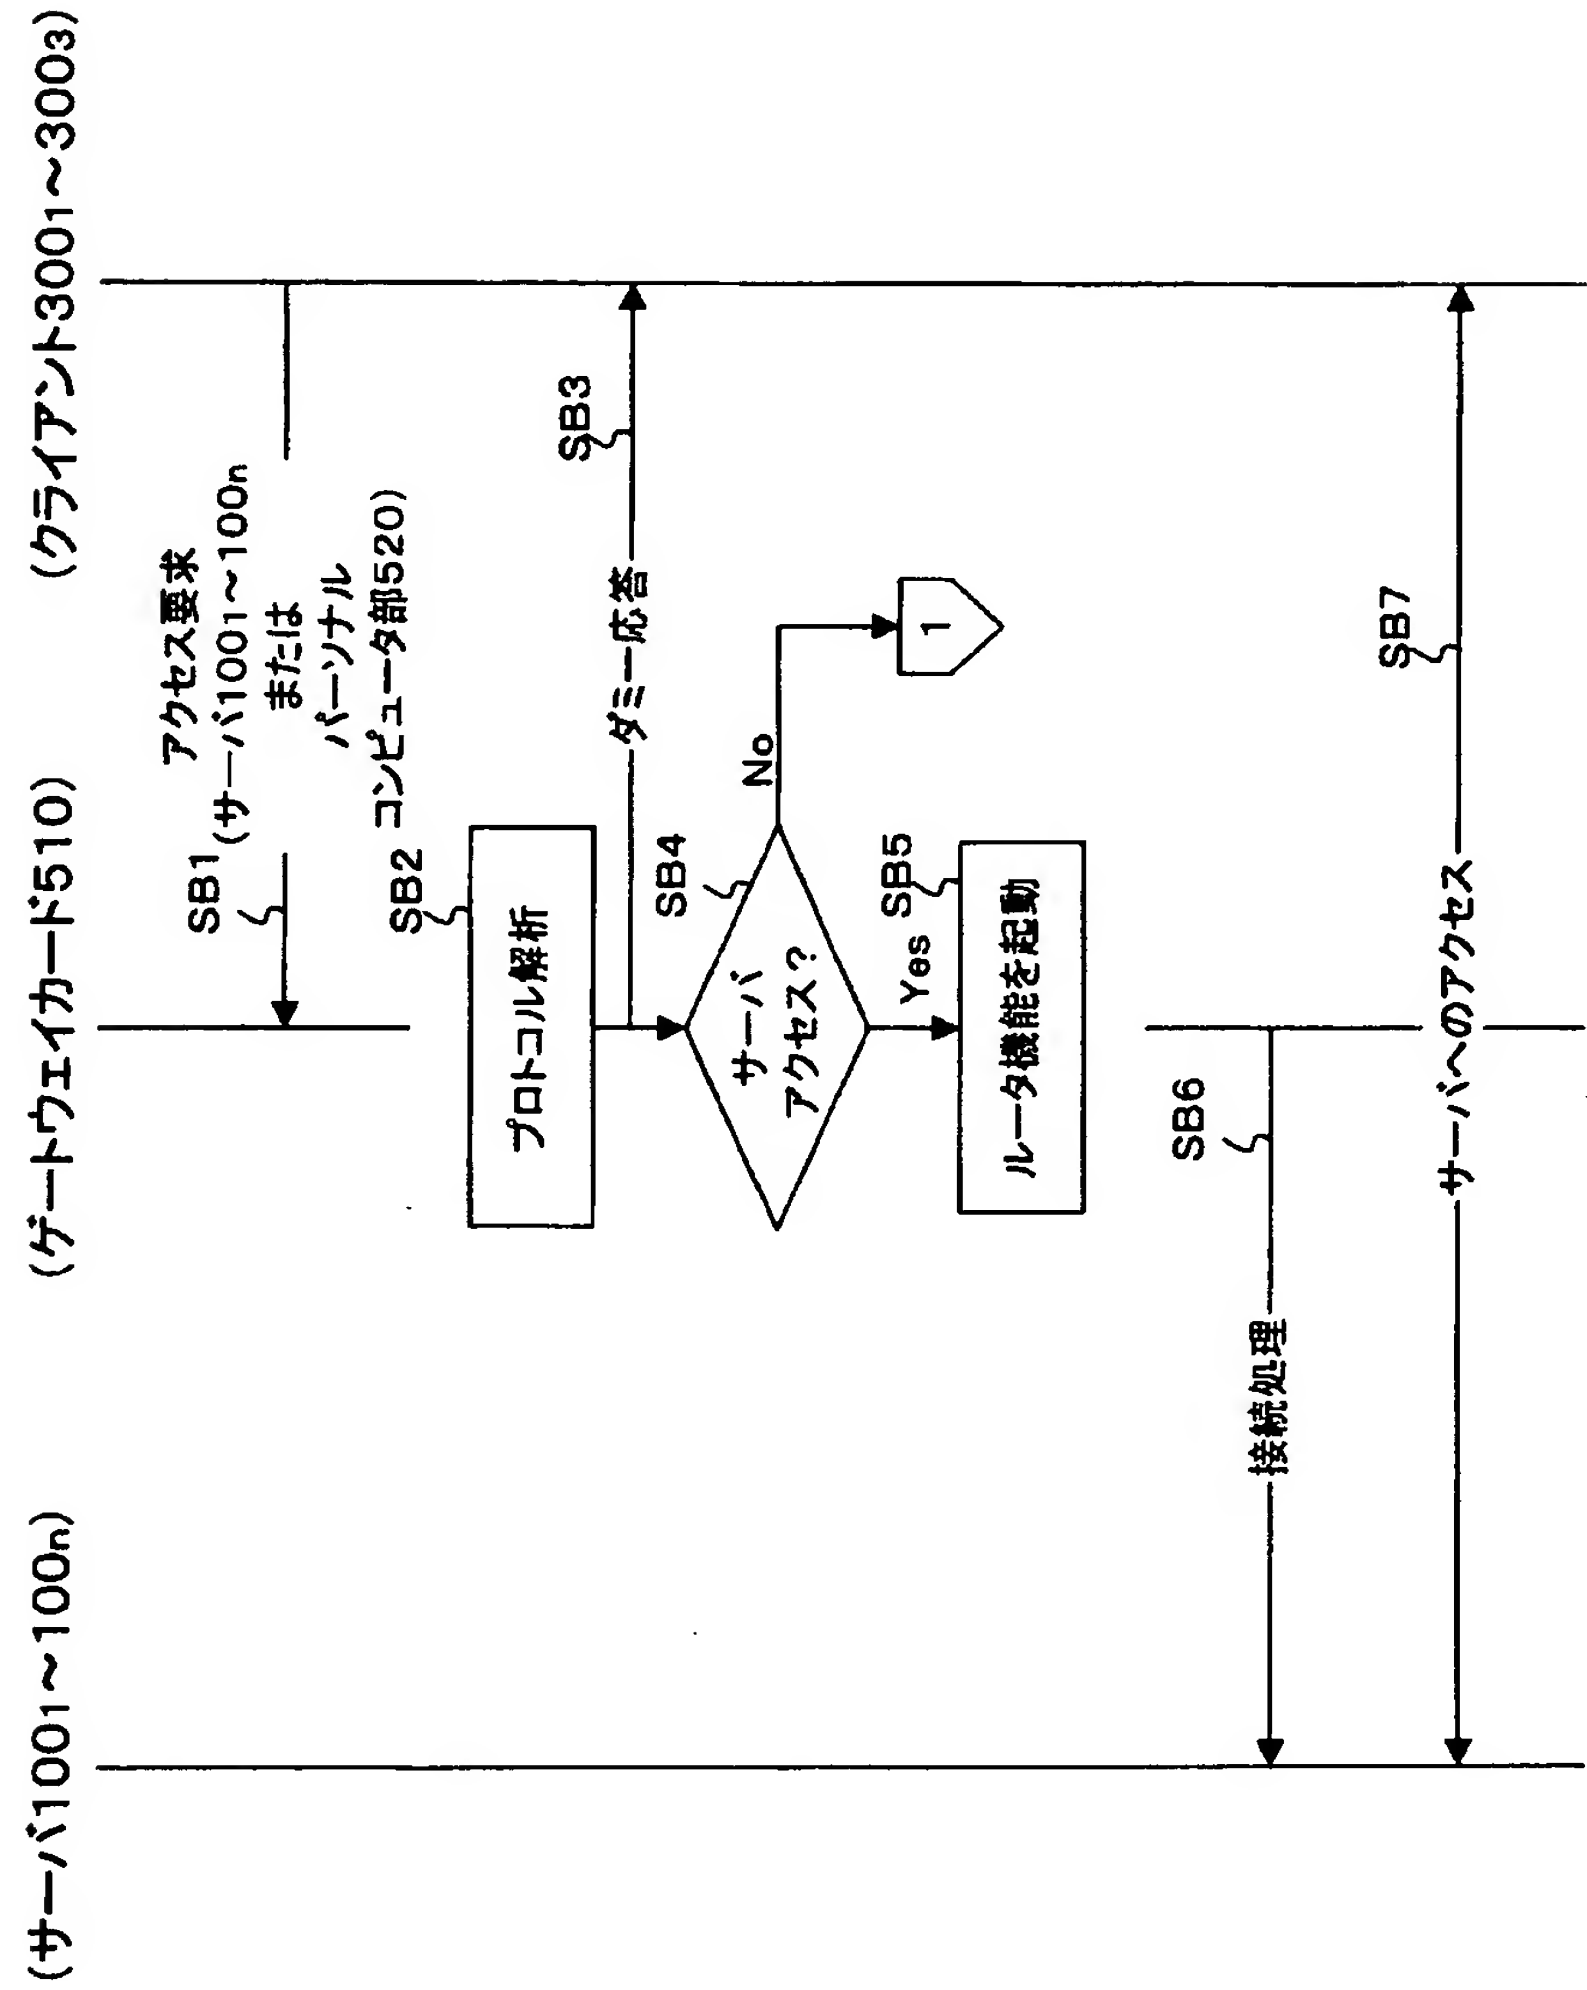 (サーバ100₁～100ₙ)
(ゲートウェイカード510)
(クライアント300₁～300₃)
アクセス要求
(サーバ100₁～100ₙ
または
パーソナル
コンピュータ部520)
SB1
SB2
プロトコル解析
SB3
ダミー応答
SB4
サーバ
アクセス?
No
1
Yes
SB5
ルータ機能を起動
SB6
接続処理
SB7
サーバへのアクセス